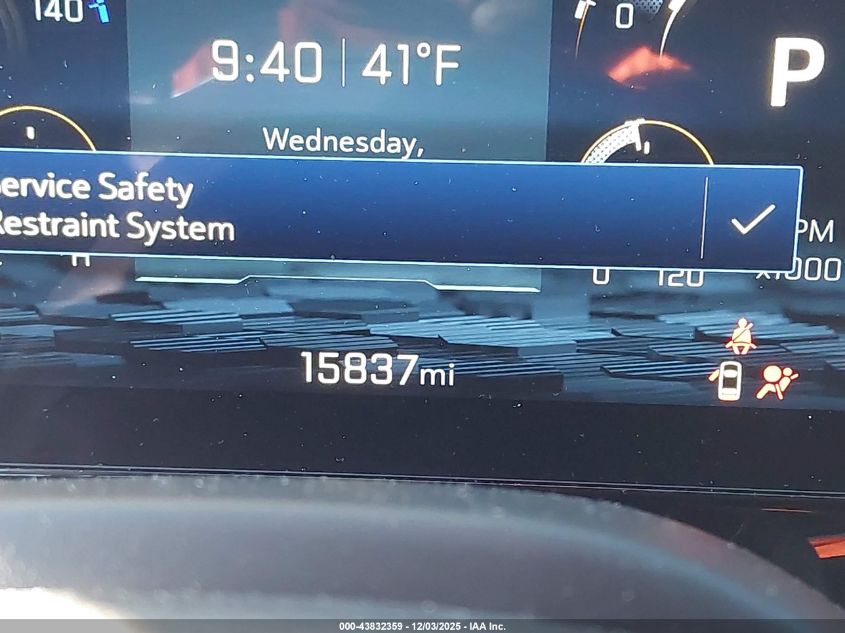 140
0
9:40 | 41°F
P
Wednesday,
ervice Safety
estraint System
PM
0 120 x1000
15837mi
000-43832359 - 12/03/2025 - IAA Inc.